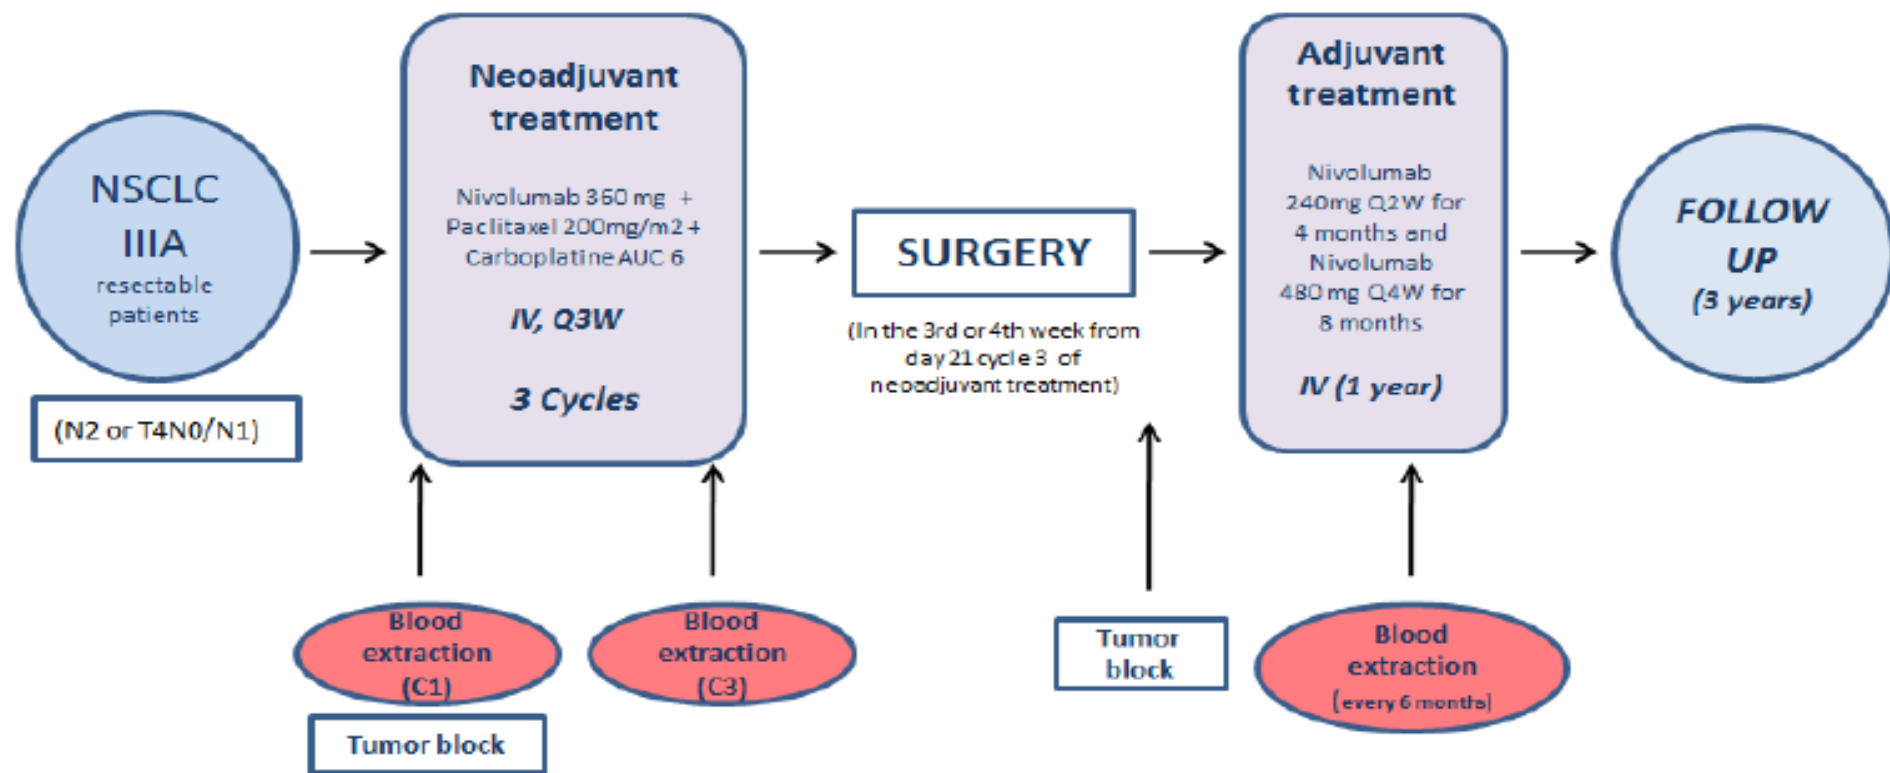 NSCLC
IIIA
resectable
patients
(N2 or T4N0/N1)
Neoadjuvant
treatment
Nivolumab 360 mg +
Paclitaxel 200mg/m2 +
Carboplatine AUC 6
IV, Q3W
3 Cycles
SURGERY
(In the 3rd or 4th week from
day 21 cycle 3 of
neoadjuvant treatment)
Adjuvant
treatment
Nivolumab
240mg Q2W for
4 months and
Nivolumab
480 mg Q4W for
8 months
IV (1 year)
FOLLOW
UP
(3 years)
Blood
extraction
(C1)
Tumor block
Blood
extraction
(C3)
Tumor
block
Blood
extraction
(every 6 months)